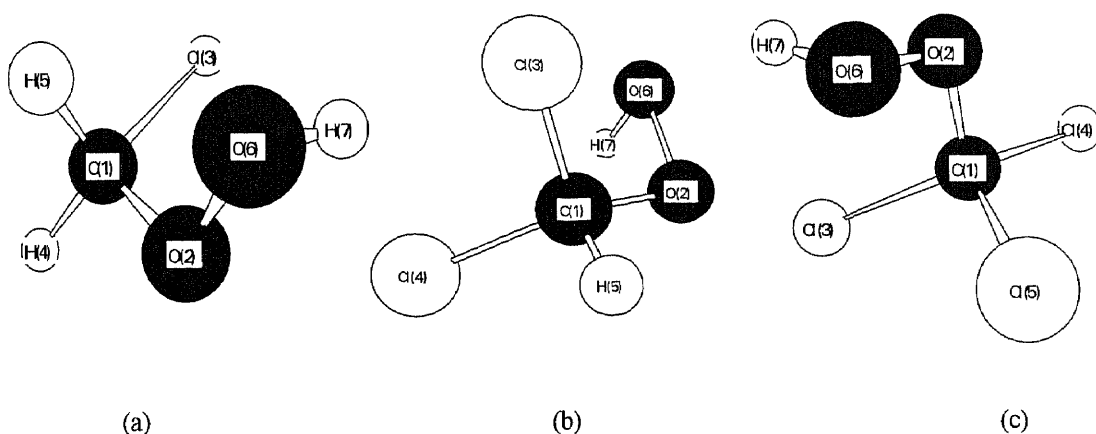 H(5)
Cl(3)
C(1)
O(6)
H(7)
H(4)
O(2)
Cl(3)
O(6)
H(7)
O(2)
C(1)
Cl(4)
H(5)
H(7)
O(6)
O(2)
Cl(4)
C(1)
Cl(3)
Cl(5)
(a) (b) (c)